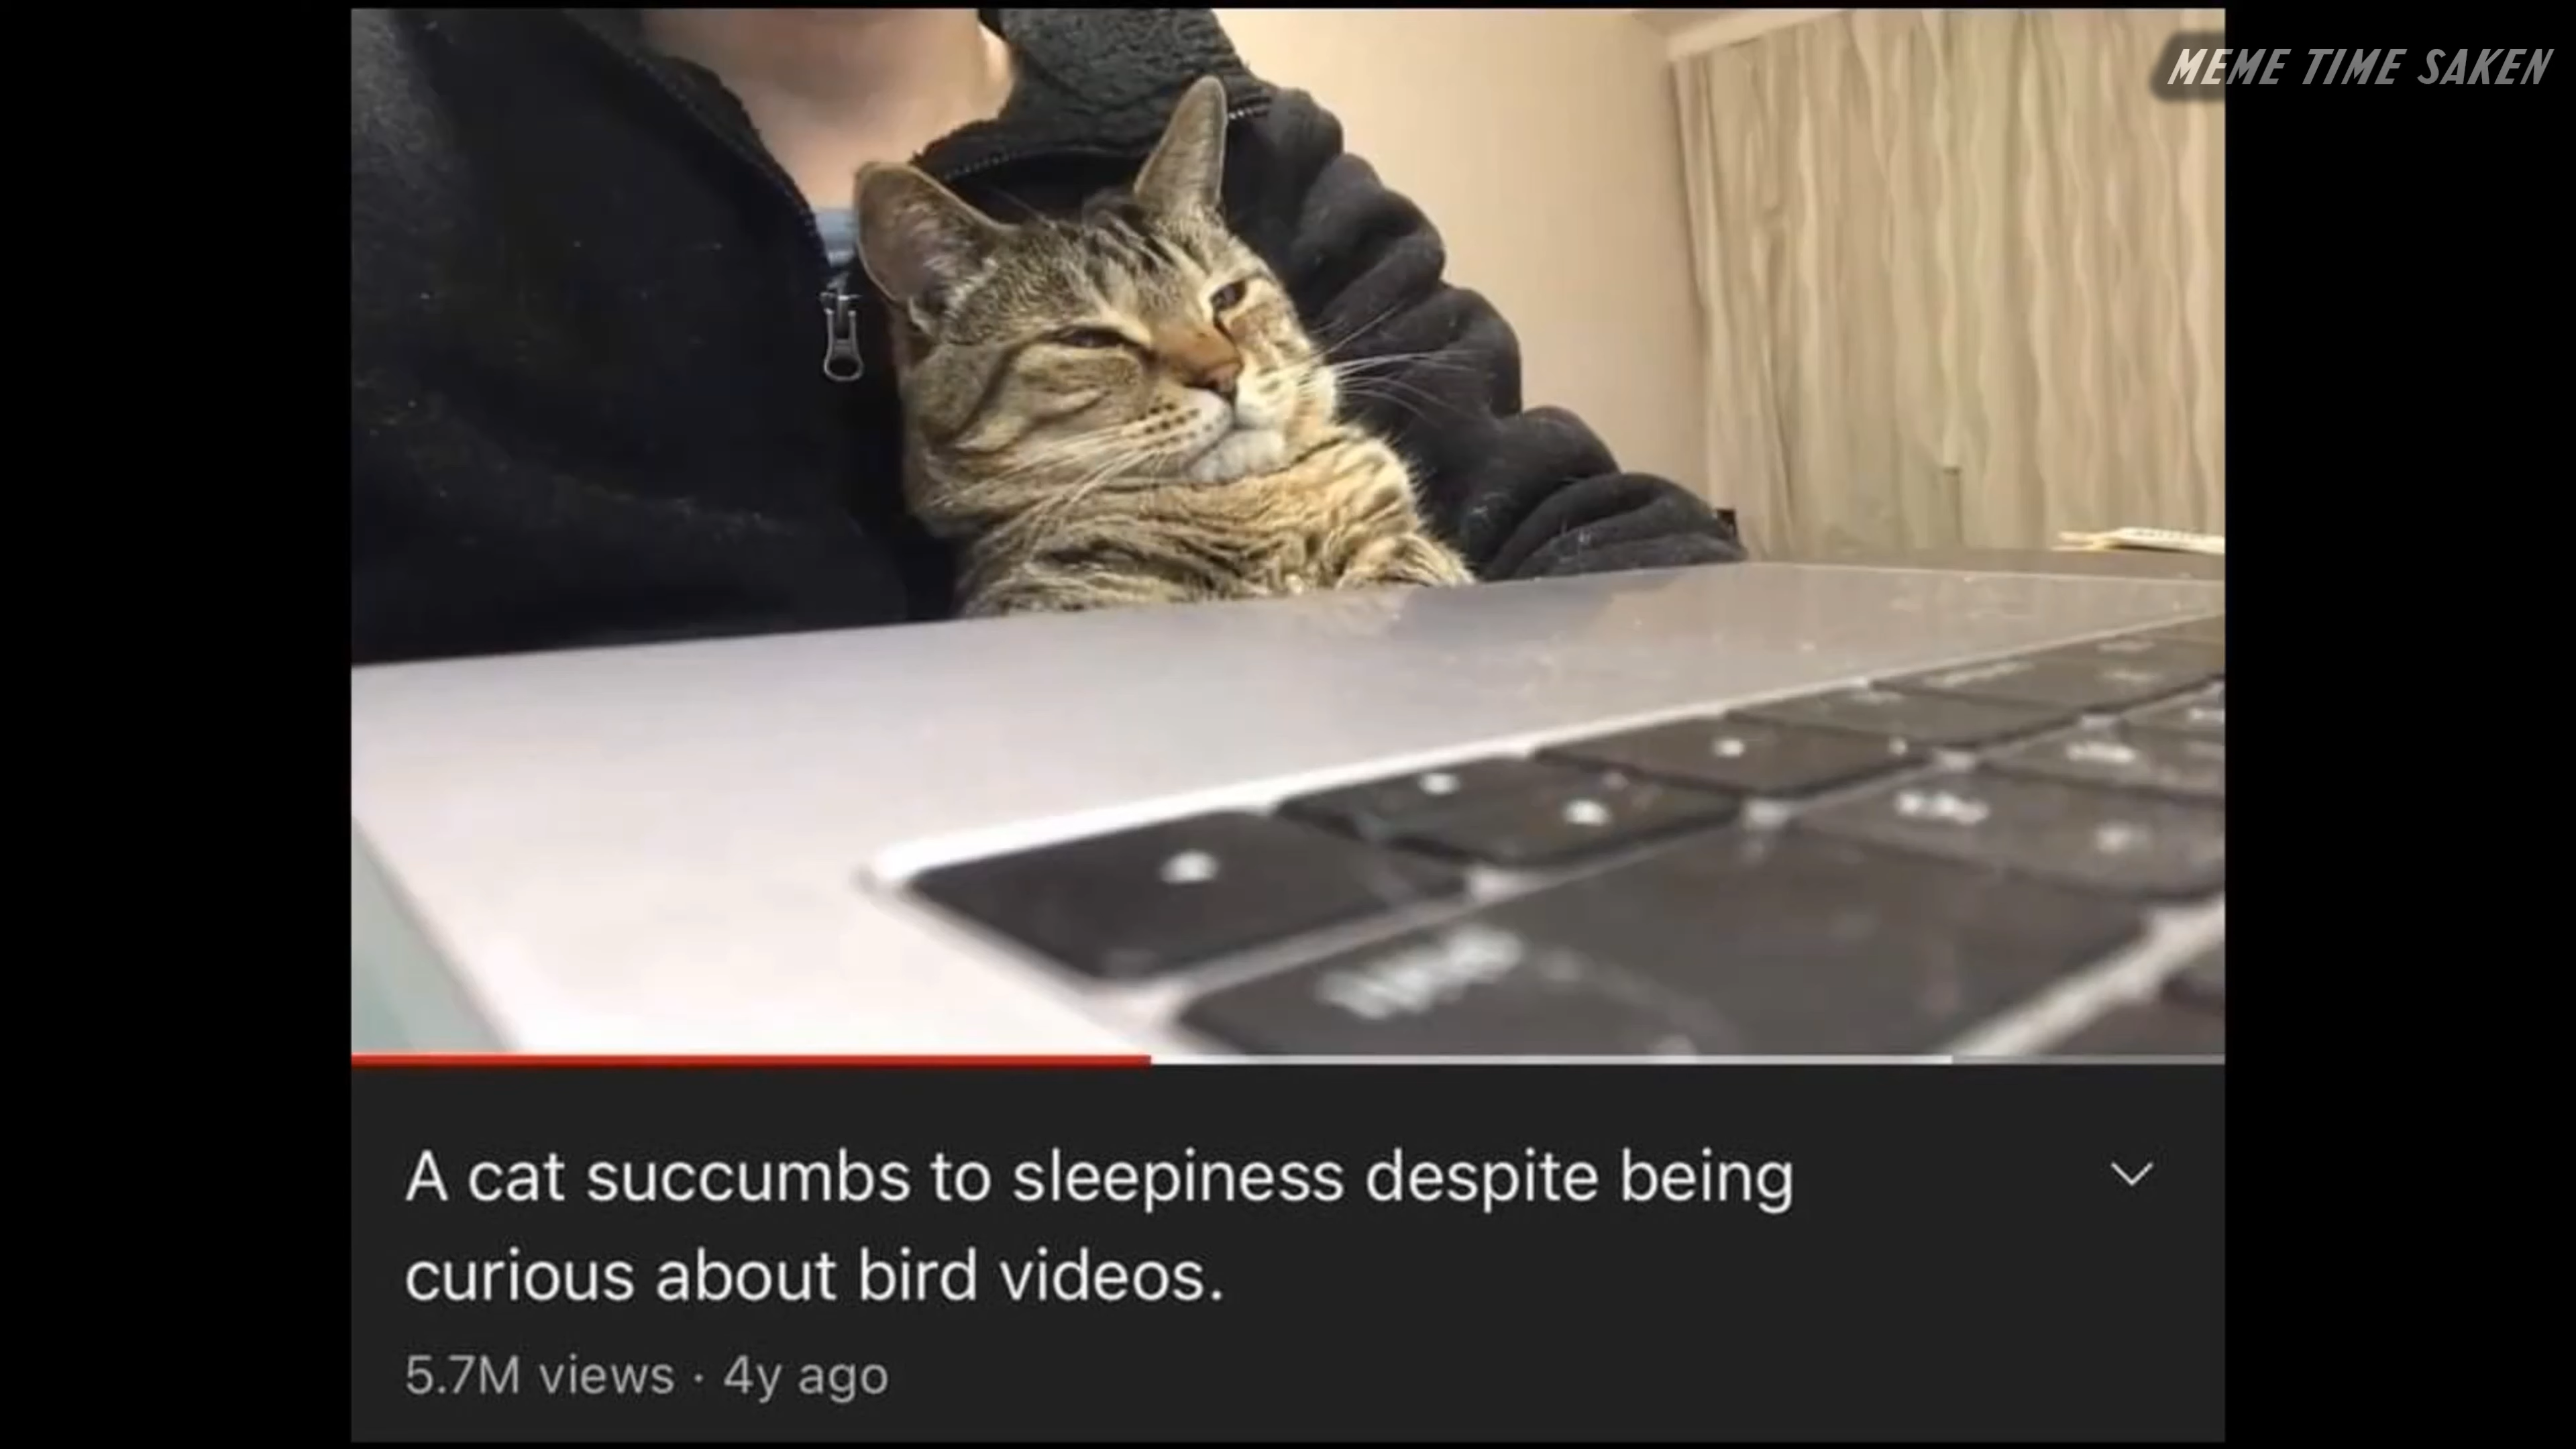 MEME TIME SAKEN
A cat succumbs to sleepiness despite being
curious about bird videos.
5.7M views · 4y ago